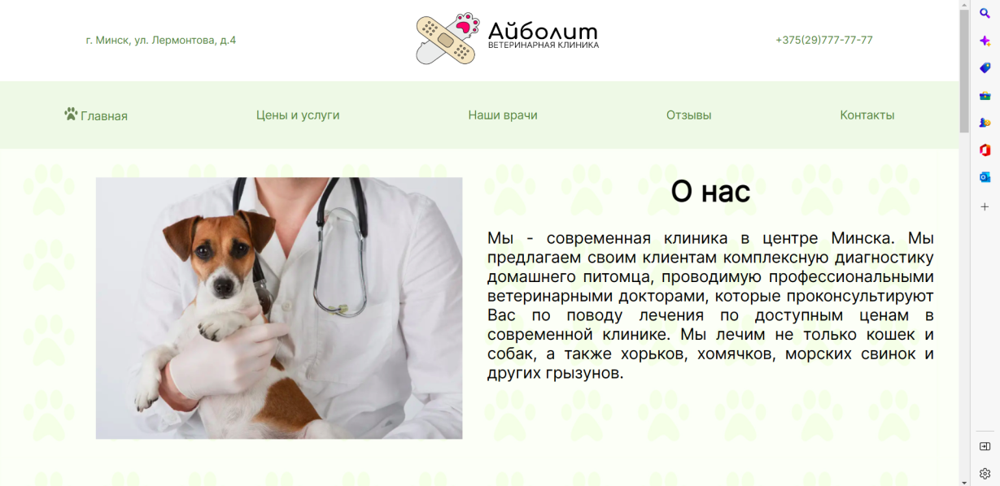 г. Минск, ул. Лермонтова, д.4
Айболит
ВЕТЕРИНАРНАЯ КЛИНИКА
+375(29)777-77-77
Главная
Цены и услуги
Наши врачи
Отзывы
Контакты
О нас
Мы - современная клиника в центре Минска. Мы
предлагаем своим клиентам комплексную диагностику
домашнего питомца, проводимую профессиональными
ветеринарными докторами, которые проконсультируют
Вас по поводу лечения по доступным ценам в
современной клинике. Мы лечим не только кошек и
собак, а также хорьков, хомячков, морских свинок и
других грызунов.